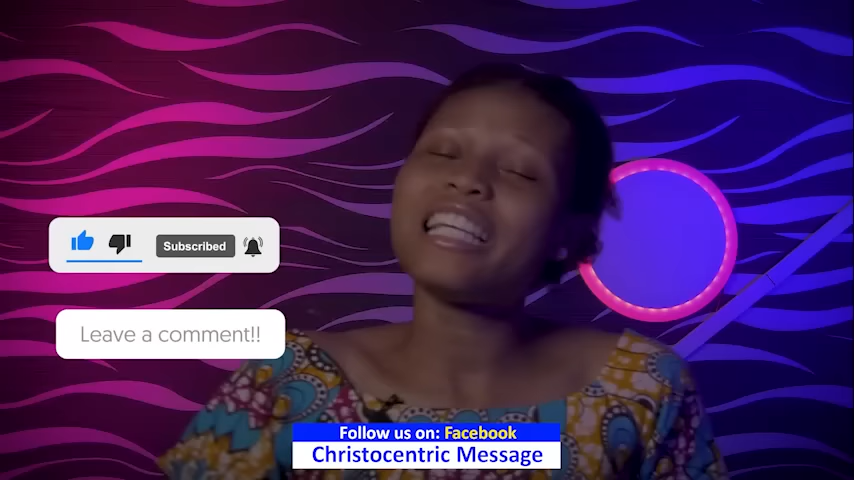 Subscribed
Leave a comment!!
Follow us on: Facebook
Christocentric Message